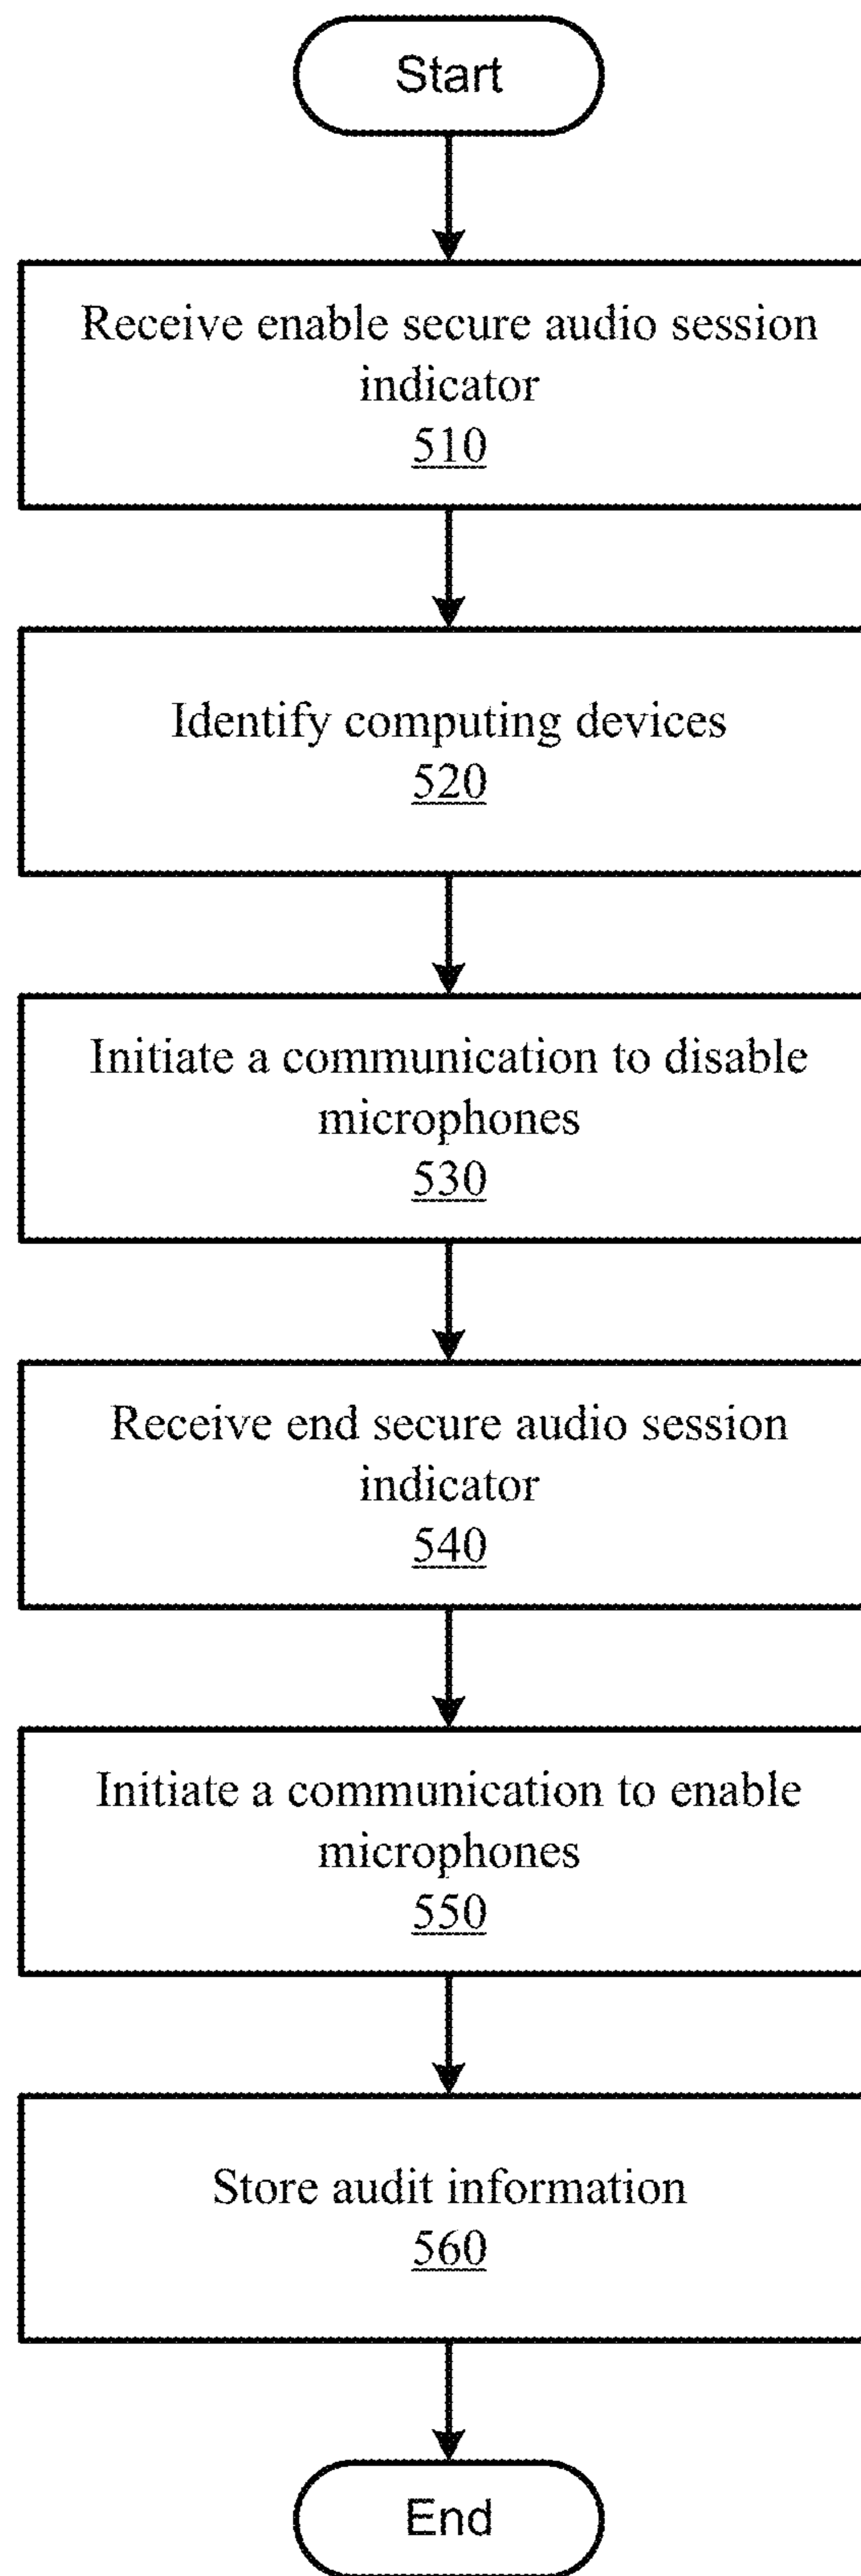 Start
Receive enable secure audio session
indicator
510
Identify computing devices
520
Initiate a communication to disable
microphones
530
Receive end secure audio session
indicator
540
Initiate a communication to enable
microphones
550
Store audit information
560
End